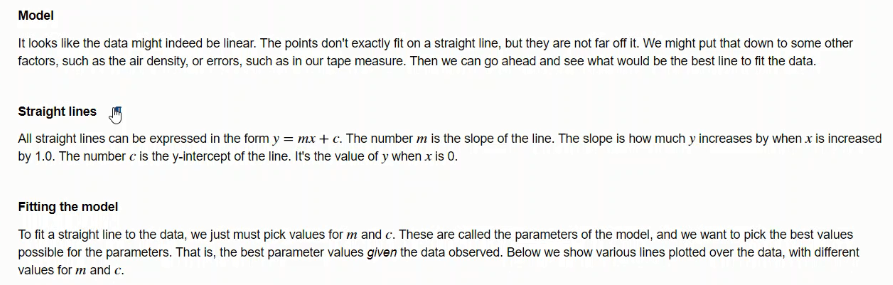 Model
It looks like the data might indeed be linear. The points don't exactly fit on a straight line, but they are not far off it. We might put that down to some other
factors, such as the air density, or errors, such as in our tape measure. Then we can go ahead and see what would be the best line to fit the data.
Straight lines
All straight lines can be expressed in the form y = mx + c. The number m is the slope of the line. The slope is how much y increases by when x is increased
by 1.0. The number c is the y-intercept of the line. It's the value of y when x is 0.
Fitting the model
To fit a straight line to the data, we just must pick values for m and c. These are called the parameters of the model, and we want to pick the best values
possible for the parameters. That is, the best parameter values given the data observed. Below we show various lines plotted over the data, with different
values for m and c.